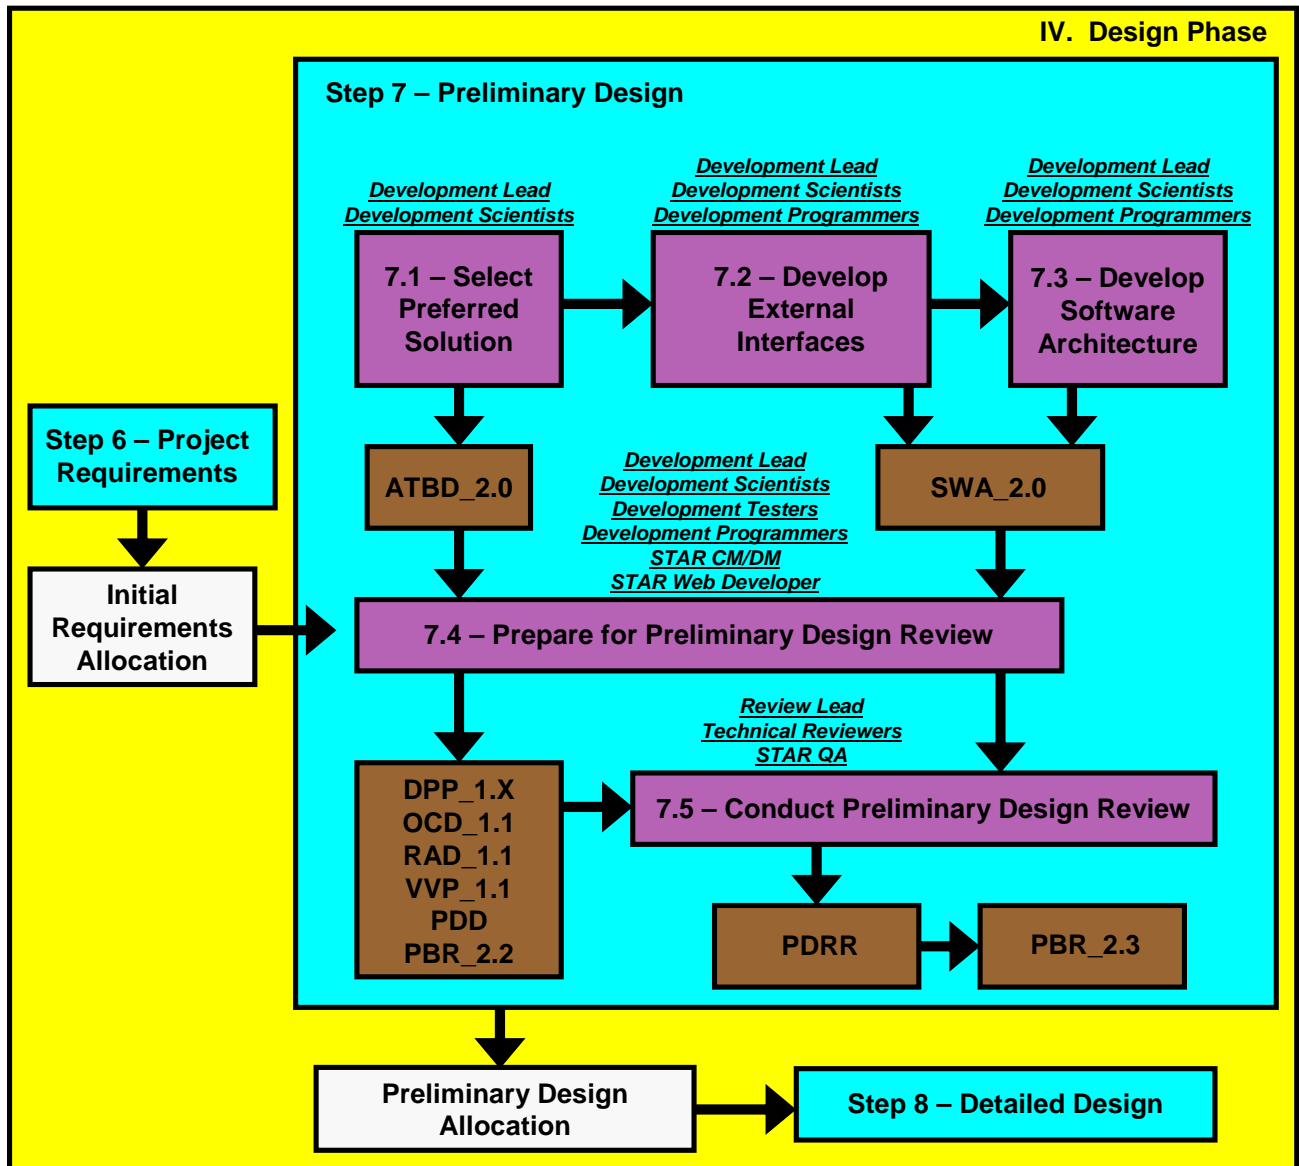 IV. Design Phase
Step 7 – Preliminary Design
Development Lead
Development Scientists
Development Lead
Development Scientists
Development Programmers
Development Lead
Development Scientists
Development Programmers
7.1 – Select
Preferred
Solution
7.2 – Develop
External
Interfaces
7.3 – Develop
Software
Architecture
Step 6 – Project
Requirements
ATBD_2.0
Development Lead
Development Scientists
Development Testers
Development Programmers
STAR CM/DM
STAR Web Developer
SWA_2.0
Initial
Requirements
Allocation
7.4 – Prepare for Preliminary Design Review
Review Lead
Technical Reviewers
STAR QA
DPP_1.X
OCD_1.1
RAD_1.1
VVP_1.1
PDD
PBR_2.2
7.5 – Conduct Preliminary Design Review
PDRR
PBR_2.3
Preliminary Design
Allocation
Step 8 – Detailed Design